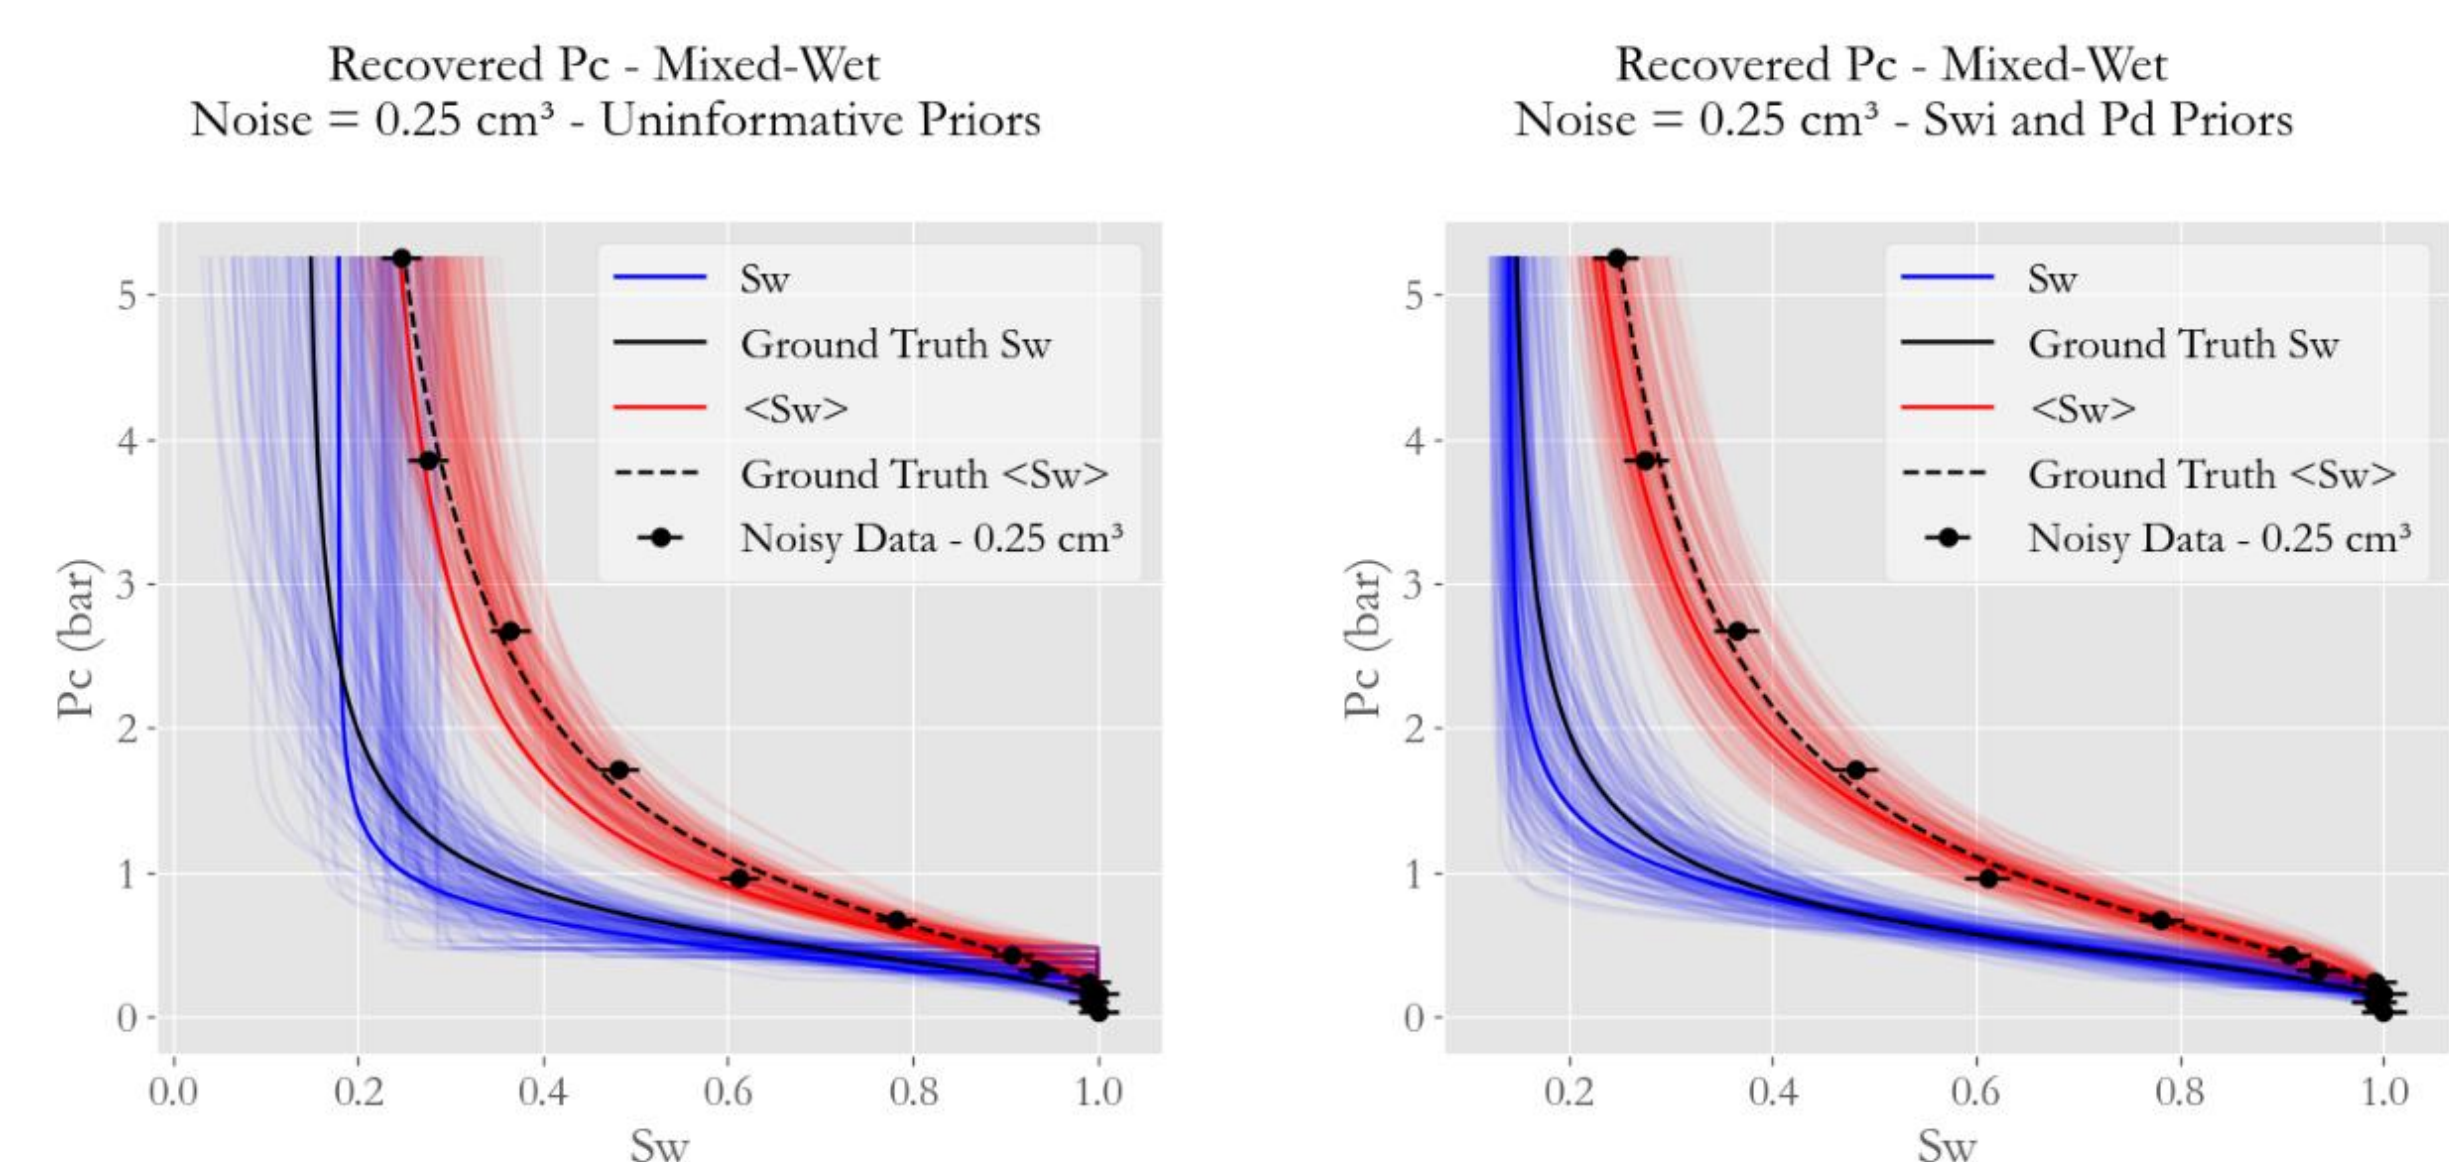 Recovered Pc - Mixed-Wet
Noise = 0.25 cm³ - Uninformative Priors
Sw
Ground Truth Sw
<Sw>
Ground Truth <Sw>
Noisy Data - 0.25 cm³
Pc (bar)
5
4
3
2
1
0
0.0 0.2 0.4 0.6 0.8 1.0
Sw
Recovered Pc - Mixed-Wet
Noise = 0.25 cm³ - Swi and Pd Priors
Sw
Ground Truth Sw
<Sw>
Ground Truth <Sw>
Noisy Data - 0.25 cm³
Pc (bar)
5
4
3
2
1
0
0.2 0.4 0.6 0.8 1.0
Sw